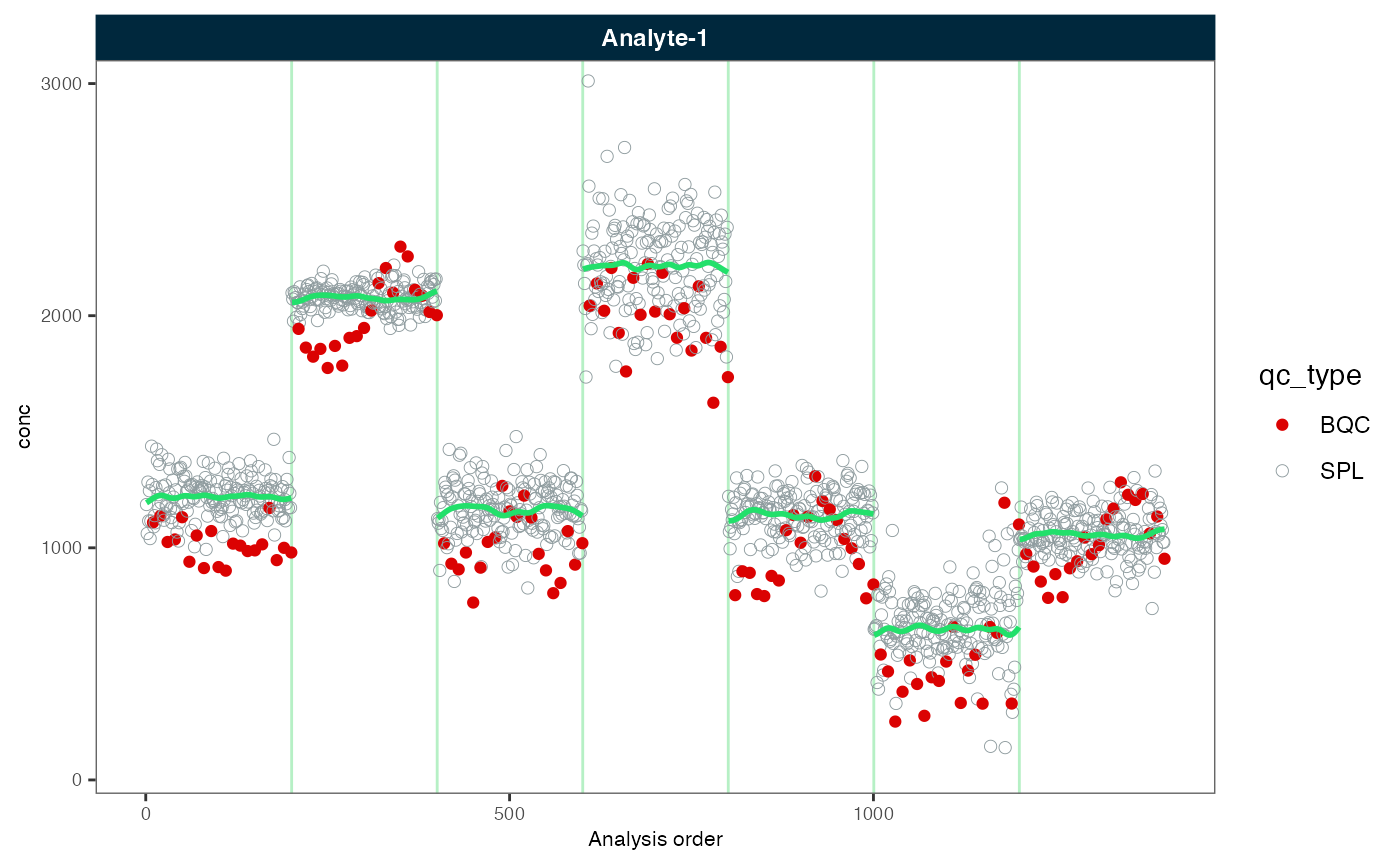 Analyte-1
3000
2000
1000
0
conc
0
500
1000
Analysis order
qc_type
BQC
SPL